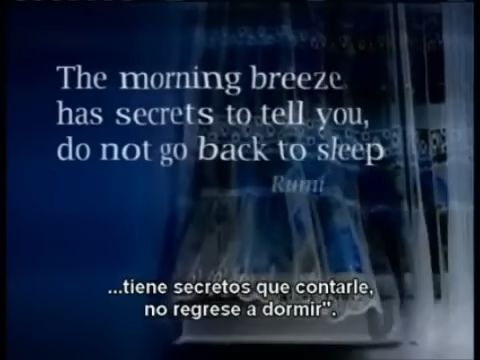 The morning breeze
has secrets to tell you,
do not go back to sleep
Rumi
...tiene secretos que contarle,
no regrese a dormir".